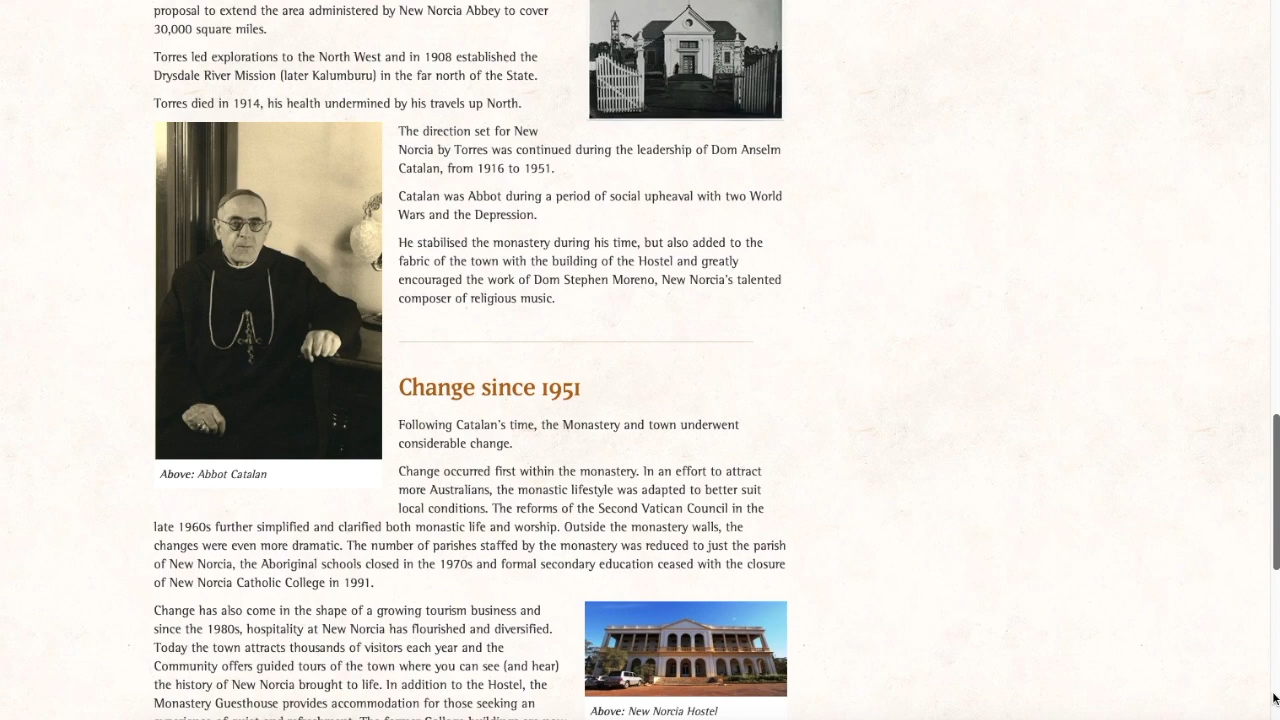 proposal to extend the area administered by New Norcia Abbey to cover
30,000 square miles.
Torres led explorations to the North West and in 1908 established the
Drysdale River Mission (later Kalumburu) in the far north of the State.
Torres died in 1914, his health undermined by his travels up North.
The direction set for New
Norcia by Torres was continued during the leadership of Dom Anselm
Catalan, from 1916 to 1951.
Catalan was Abbot during a period of social upheaval with two World
Wars and the Depression.
He stabilised the monastery during his time, but also added to the
fabric of the town with the building of the Hostel and greatly
encouraged the work of Dom Stephen Moreno, New Norcia's talented
composer of religious music.
Change since 1951
Following Catalan's time, the Monastery and town underwent
considerable change.
Above: Abbot Catalan
Change occurred first within the monastery. In an effort to attract
more Australians, the monastic lifestyle was adapted to better suit
local conditions. The reforms of the Second Vatican Council in the
late 1960s further simplified and clarified both monastic life and worship. Outside the monastery walls, the
changes were even more dramatic. The number of parishes staffed by the monastery was reduced to just the parish
of New Norcia, the Aboriginal schools closed in the 1970s and formal secondary education ceased with the closure
of New Norcia Catholic College in 1991.
Change has also come in the shape of a growing tourism business and
since the 1980s, hospitality at New Norcia has flourished and diversified.
Today the town attracts thousands of visitors each year and the
Community offers guided tours of the town where you can see (and hear)
the history of New Norcia brought to life. In addition to the Hostel, the
Monastery Guesthouse provides accommodation for those seeking an
experience of quiet and refreshment. The former College buildings are now
Above: New Norcia Hostel